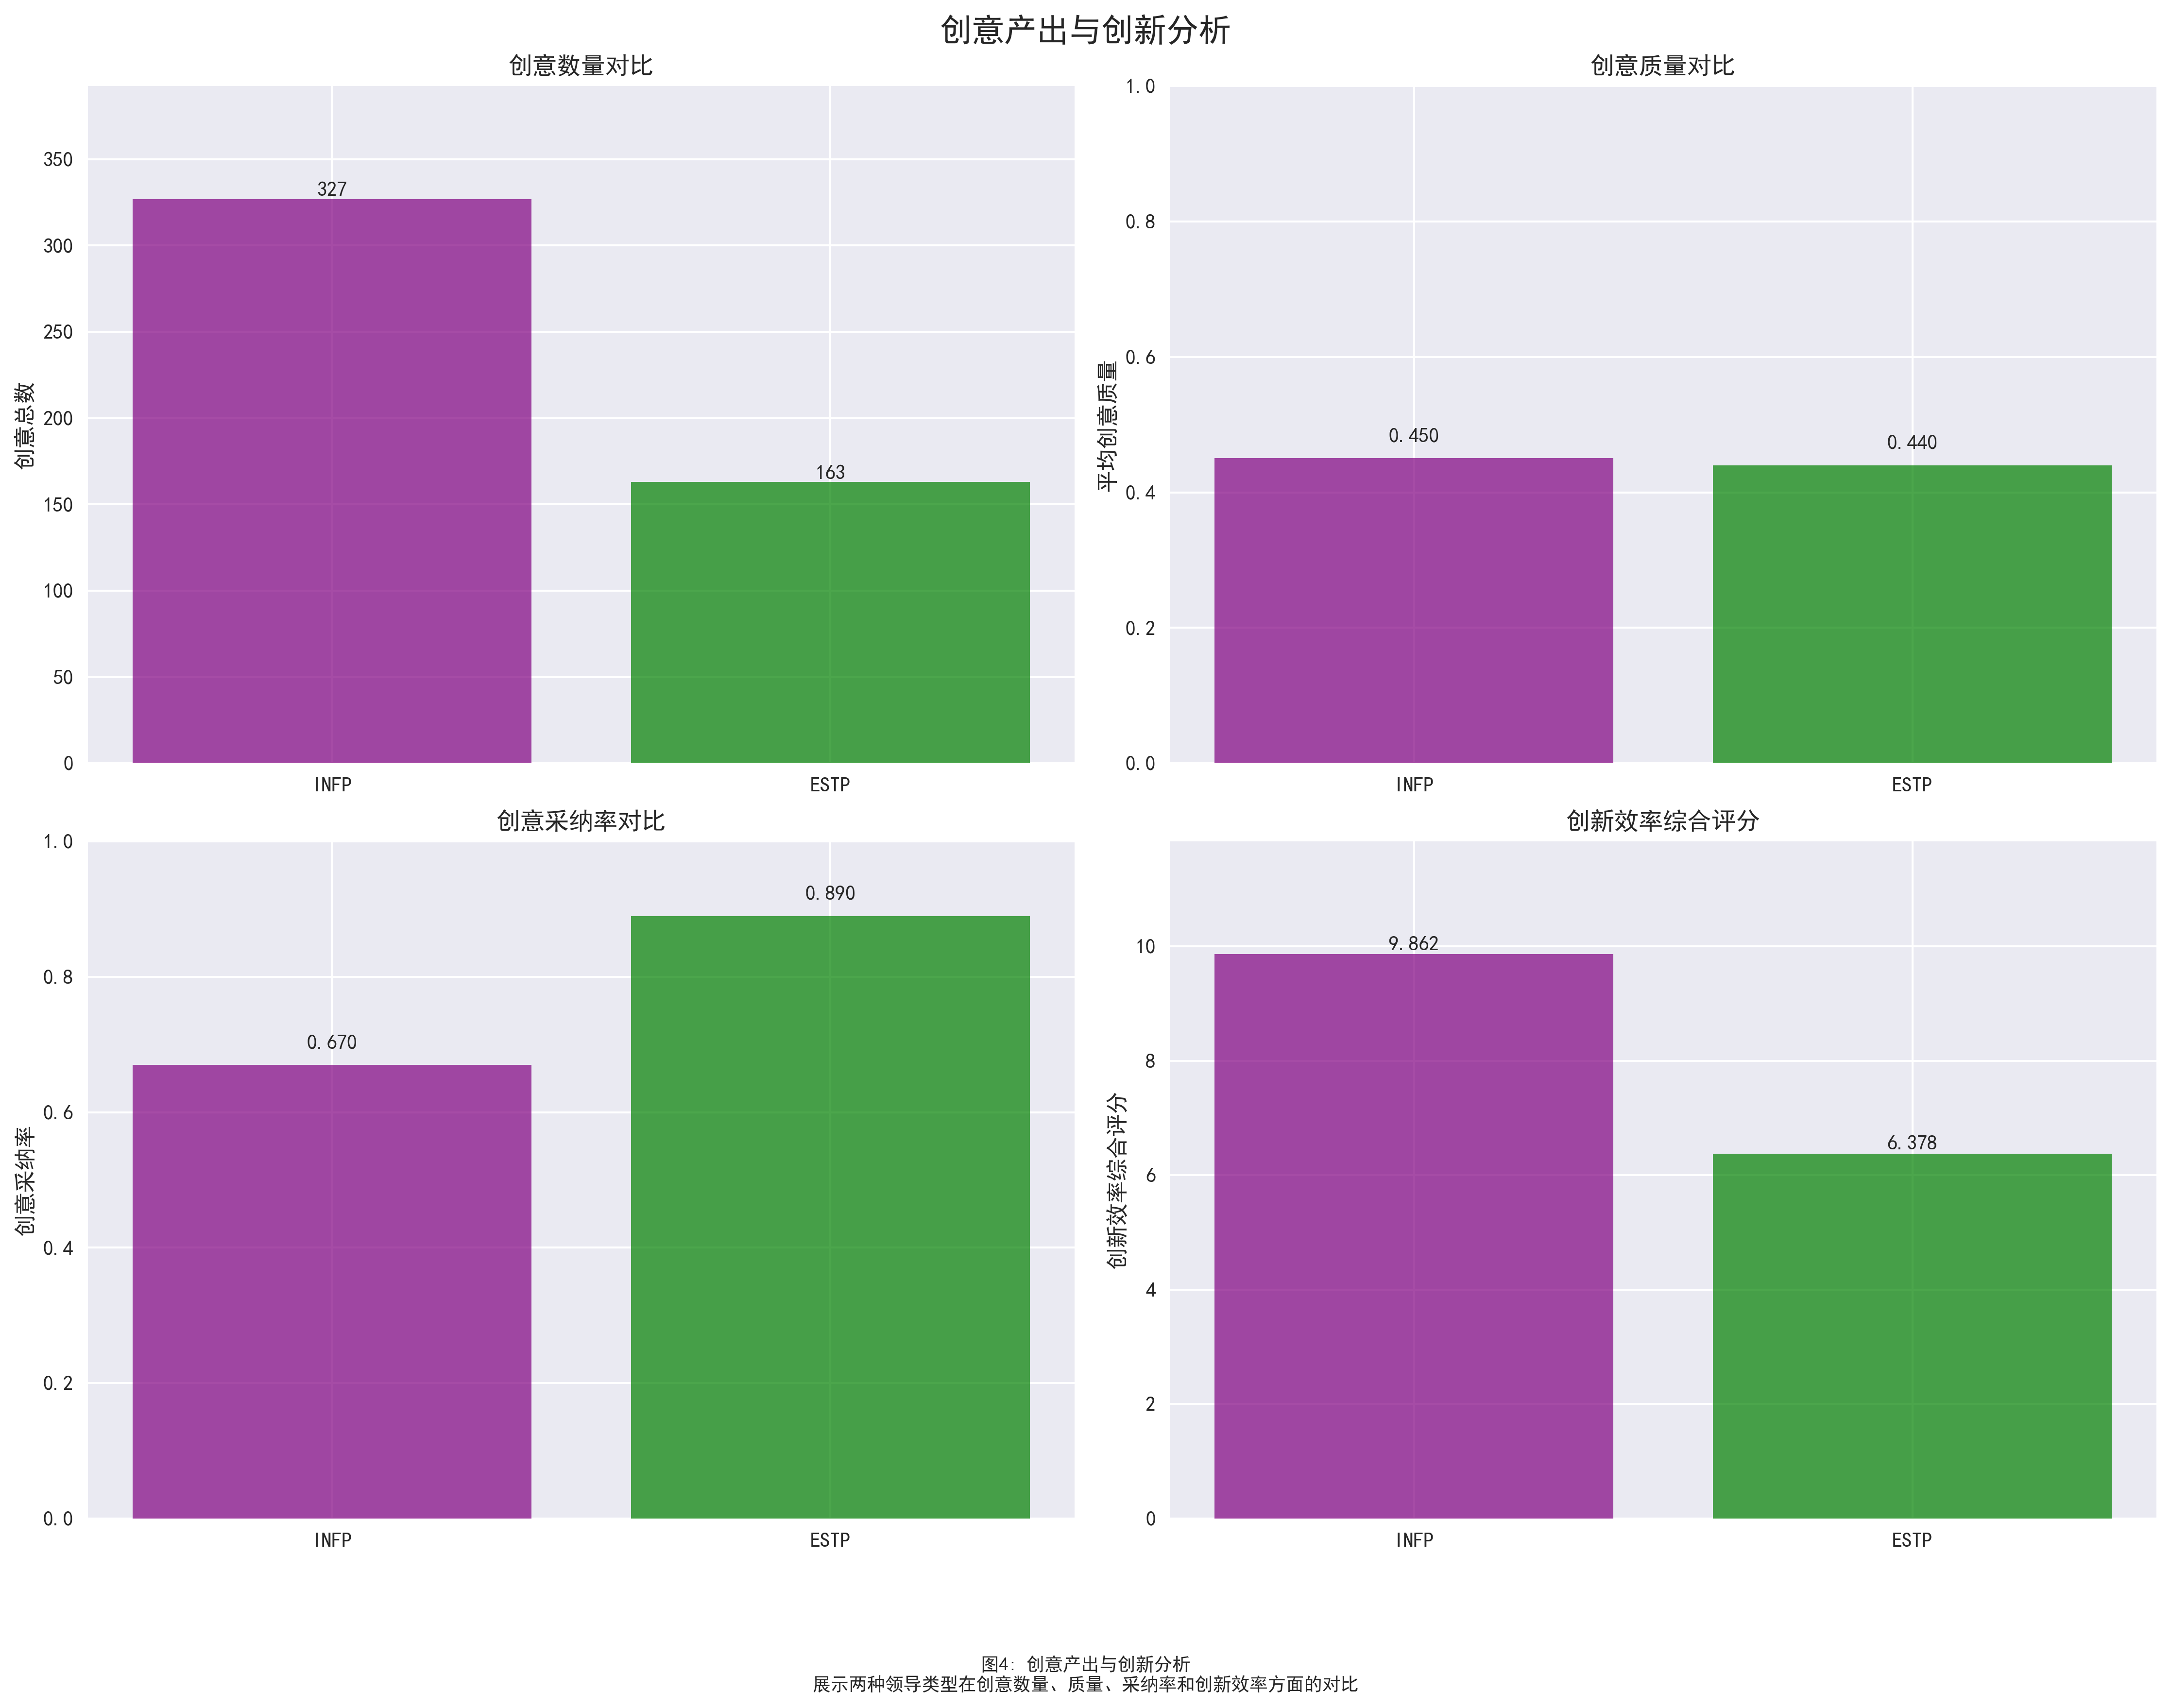 创意产出与创新分析
创意数量对比
创意总数
350
300
250
200
150
100
50
0
327
163
INFP
ESTP
创意质量对比
平均创意质量
1.0
0.8
0.6
0.4
0.2
0.0
0.450
0.440
INFP
ESTP
创意采纳率对比
创意采纳率
1.0
0.8
0.6
0.4
0.2
0.0
0.670
0.890
INFP
ESTP
创新效率综合评分
创新效率综合评分
10
8
6
4
2
0
9.862
6.378
INFP
ESTP
图4: 创意产出与创新分析
展示两种领导类型在创意数量、质量、采纳率和创新效率方面的对比